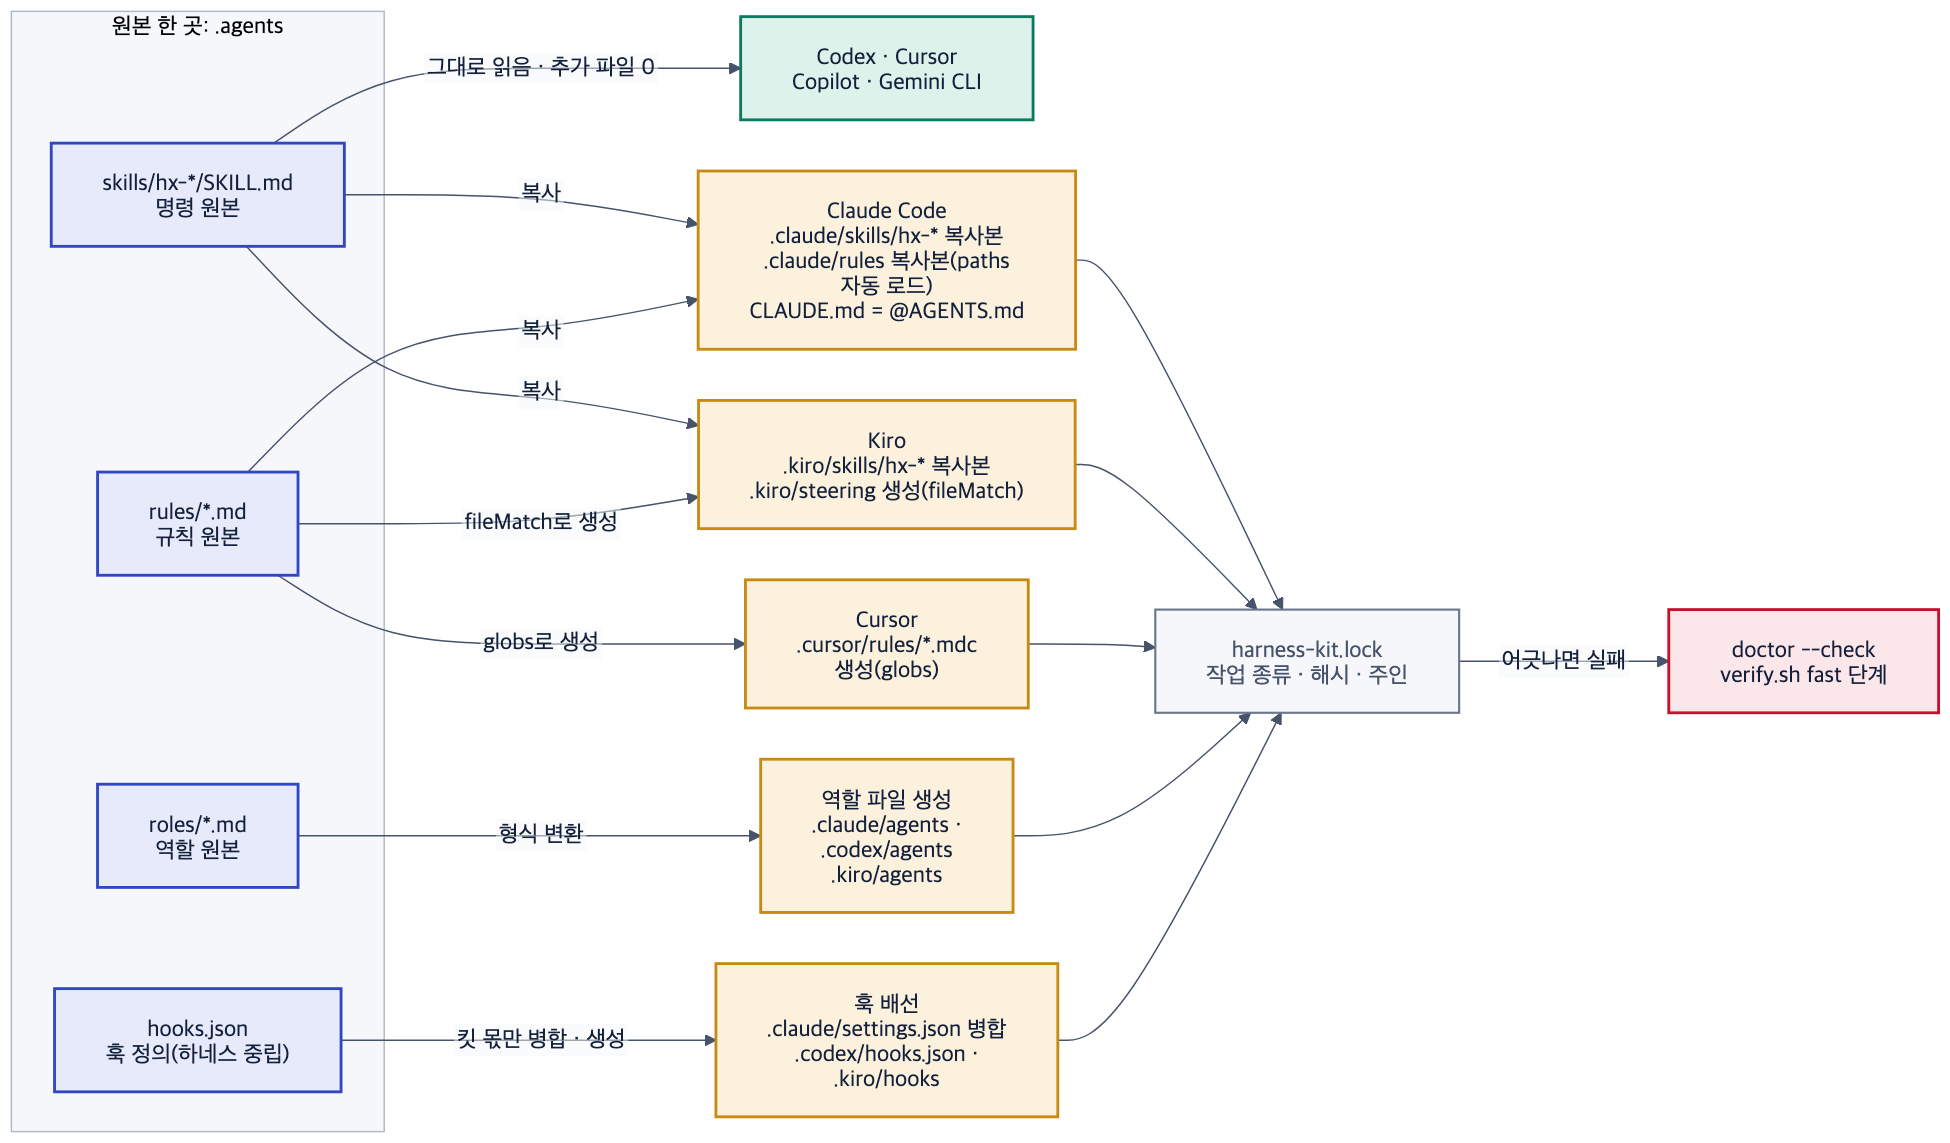 원본 한 곳: .agents
skills/hx-*/SKILL.md
명령 원본
rules/*.md
규칙 원본
roles/*.md
역할 원본
hooks.json
훅 정의(하네스 중립)
그대로 읽음 · 추가 파일 0
복사
복사
복사
fileMatch로 생성
globs로 생성
형식 변환
킷 몫만 병합 · 생성
Codex · Cursor
Copilot · Gemini CLI
Claude Code
.claude/skills/hx-* 복사본
.claude/rules 복사본(paths
자동 로드)
CLAUDE.md = @AGENTS.md
Kiro
.kiro/skills/hx-* 복사본
.kiro/steering 생성(fileMatch)
Cursor
.cursor/rules/*.mdc
생성(globs)
역할 파일 생성
.claude/agents ·
.codex/agents
.kiro/agents
훅 배선
.claude/settings.json 병합
.codex/hooks.json ·
.kiro/hooks
harness-kit.lock
작업 종류 · 해시 · 주인
어긋나면 실패
doctor --check
verify.sh fast 단계